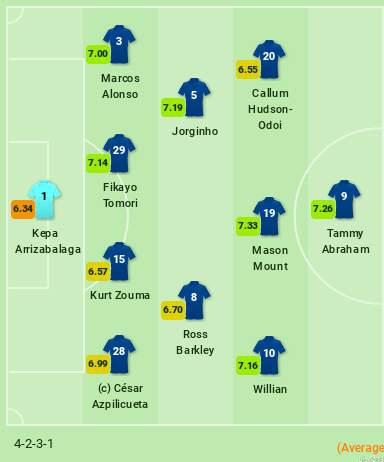 3
7.00
Marcos
Alonso
20
6.55
Callum
Hudson-
Odoi
5
7.19
Jorginho
29
7.14
Fikayo
Tomori
1
6.34
Kepa
Arrizabalaga
9
7.26
Tammy
Abraham
19
7.33
Mason
Mount
15
6.57
Kurt Zouma
8
6.70
Ross
Barkley
28
6.99
(c) César
Azpilicueta
10
7.16
Willian
4-2-3-1
(Average